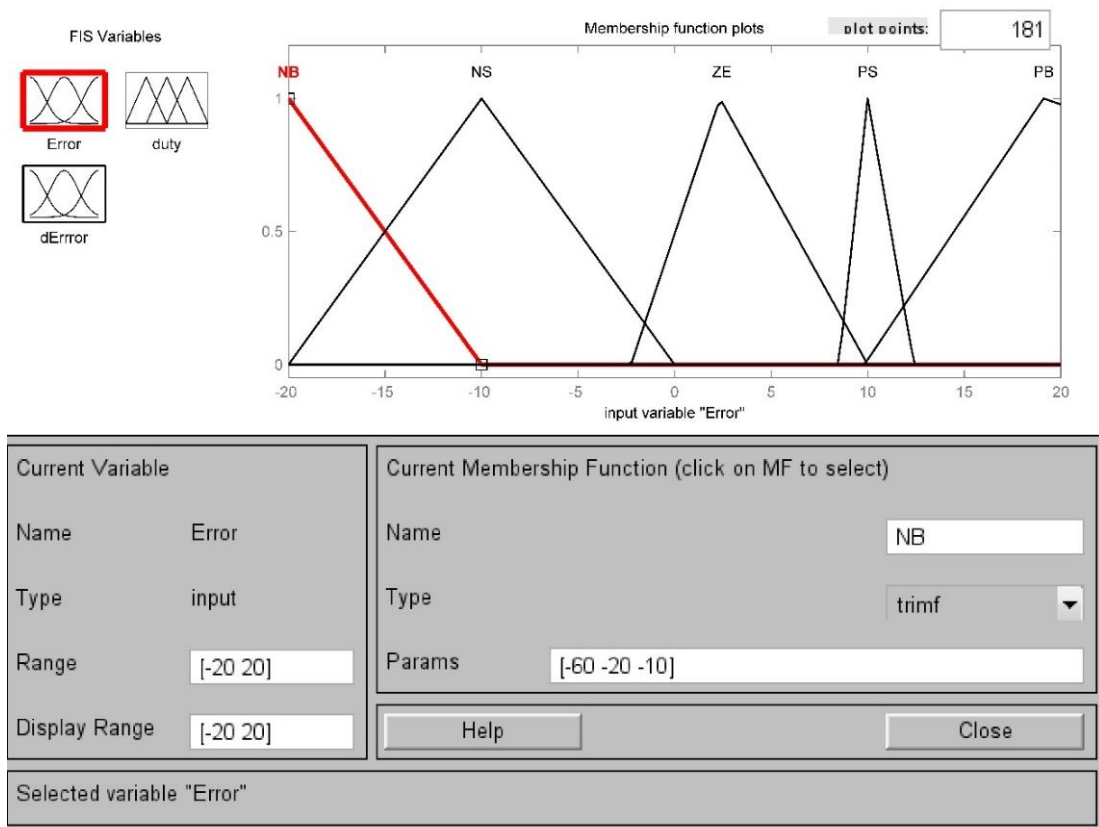 FIS Variables
Membership function plots
plot points:
181
Error
duty
dErrror
NB
NS
ZE
PS
PB
1
0.5
0
-20
-15
-10
-5
0
5
10
15
20
input variable "Error"
Current Variable
Name
Error
Type
input
Range
[-20 20]
Display Range
[-20 20]
Current Membership Function (click on MF to select)
Name
NB
Type
trimf
Params
[-60 -20 -10]
Help
Close
Selected variable "Error"